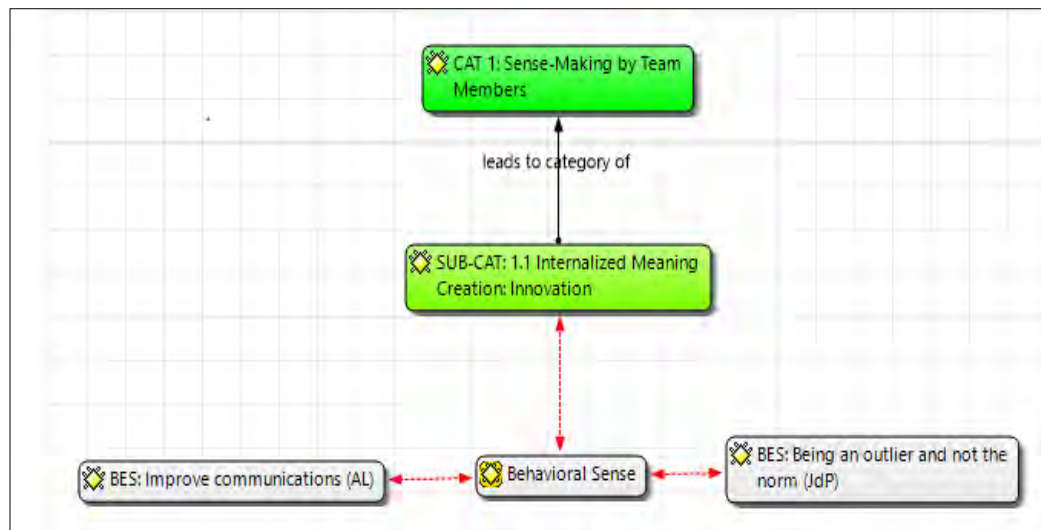 CAT 1: Sense-Making by Team
Members
leads to category of
SUB-CAT: 1.1 Internalized Meaning
Creation: Innovation
BES: Improve communications (AL)
Behavioral Sense
BES: Being an outlier and not the
norm (JdP)